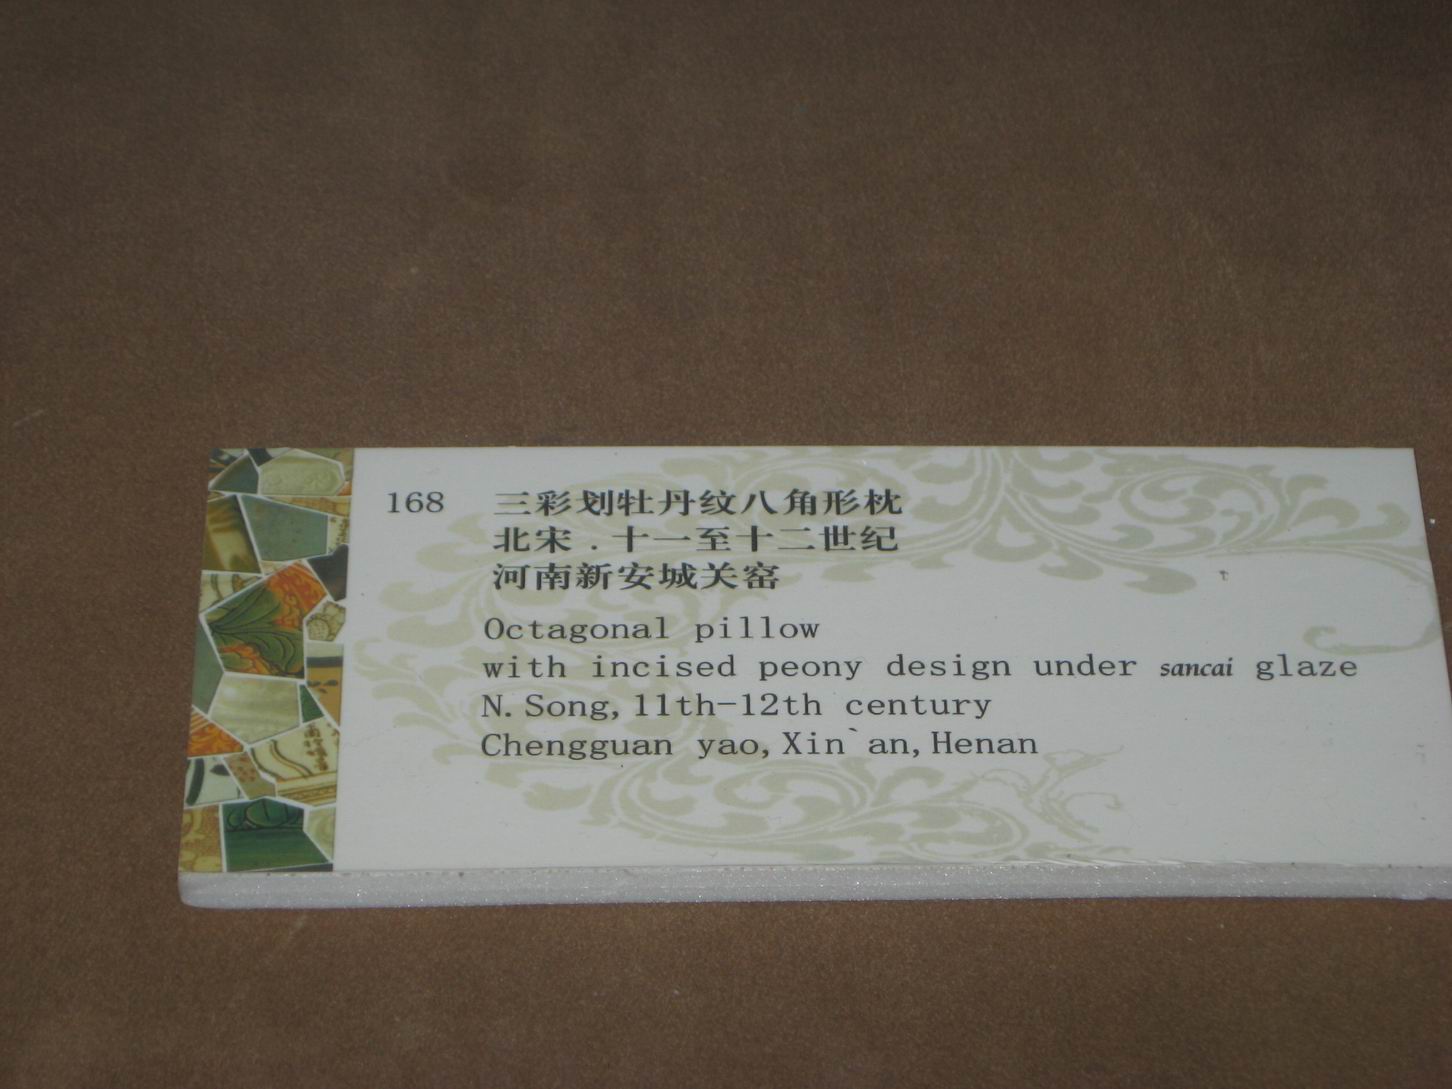 168 三彩划牡丹纹八角形枕
北宋．十一至十二世纪
河南新安城关窑
Octagonal pillow
with incised peony design under sancai glaze
N. Song, 11th-12th century
Chengguan yao, Xin`an, Henan